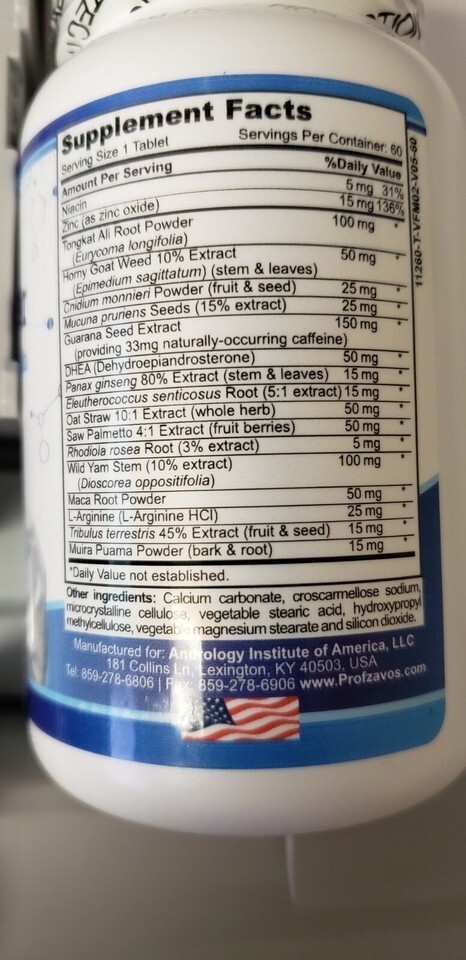 Supplement Facts
Serving Size 1 Tablet Servings Per Container: 60
Amount Per Serving %Daily Value
Niacin 5 mg 31%
Zinc (as zinc oxide) 15 mg 136%
Tongkat Ali Root Powder 100 mg *
(Eurycoma longifolia)
Horny Goat Weed 10% Extract 50 mg *
(Epimedium sagittatum) (stem & leaves)
Cnidium monnieri Powder (fruit & seed) 25 mg *
Mucuna pruriens Seeds (15% extract) 25 mg *
Guarana Seed Extract 150 mg *
(providing 33mg naturally-occurring caffeine)
DHEA (Dehydroepiandrosterone) 50 mg *
Panax ginseng 80% Extract (stem & leaves) 15 mg *
Eleutherococcus senticosus Root (5:1 extract) 15 mg *
Oat Straw 10:1 Extract (whole herb) 50 mg *
Saw Palmetto 4:1 Extract (fruit berries) 50 mg *
Rhodiola rosea Root (3% extract) 5 mg *
Wild Yam Stem (10% extract) 100 mg *
(Dioscorea oppositifolia)
Maca Root Powder 50 mg *
L-Arginine (L-Arginine HCl) 25 mg *
Tribulus terrestris 45% Extract (fruit & seed) 15 mg *
Muira Puama Powder (bark & root) 15 mg *
*Daily Value not established.
Other ingredients: Calcium carbonate, croscarmellose sodium,
microcrystalline cellulose, vegetable stearic acid, hydroxypropyl
methylcellulose, vegetable magnesium stearate and silicon dioxide.
Manufactured for: Andrology Institute of America, LLC
181 Collins Ln, Lexington, KY 40503, USA
Tel: 859-278-6806 | Fax: 859-278-6906 www.Profzavos.com
11260-T-VFM02-V05-60